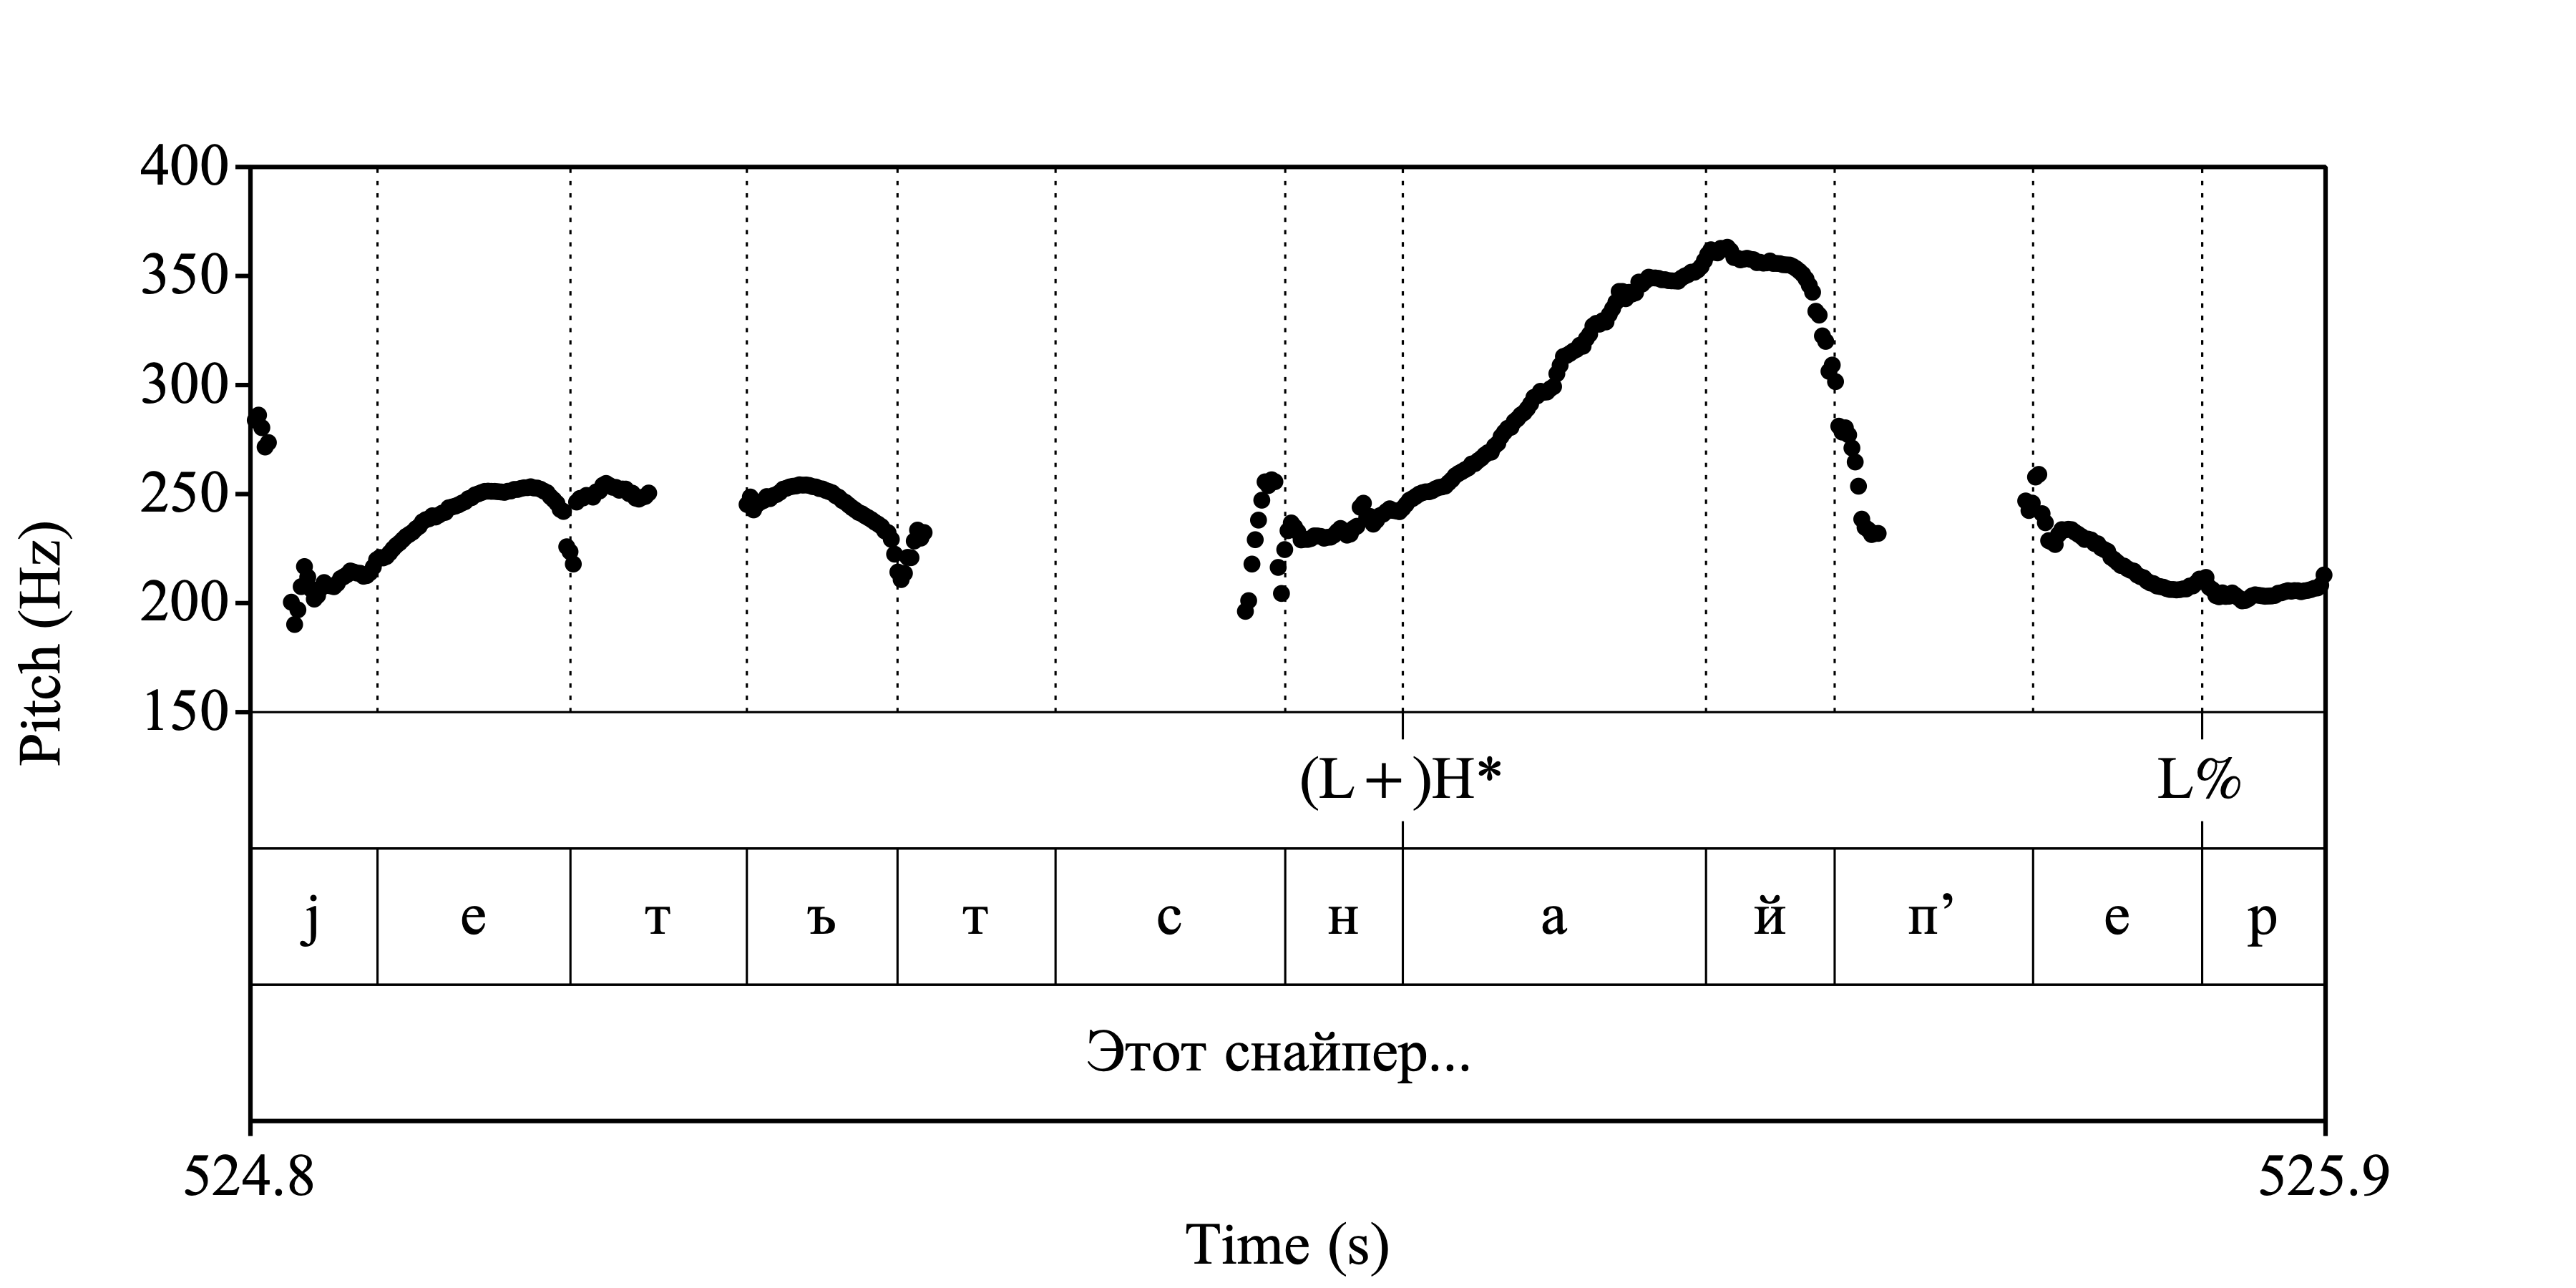 400
350
300
250
200
150
Pitch (Hz)
(L+)H* L%
j е т ъ т с н а й п’ е р
Этот снайпер...
524.8 525.9
Time (s)